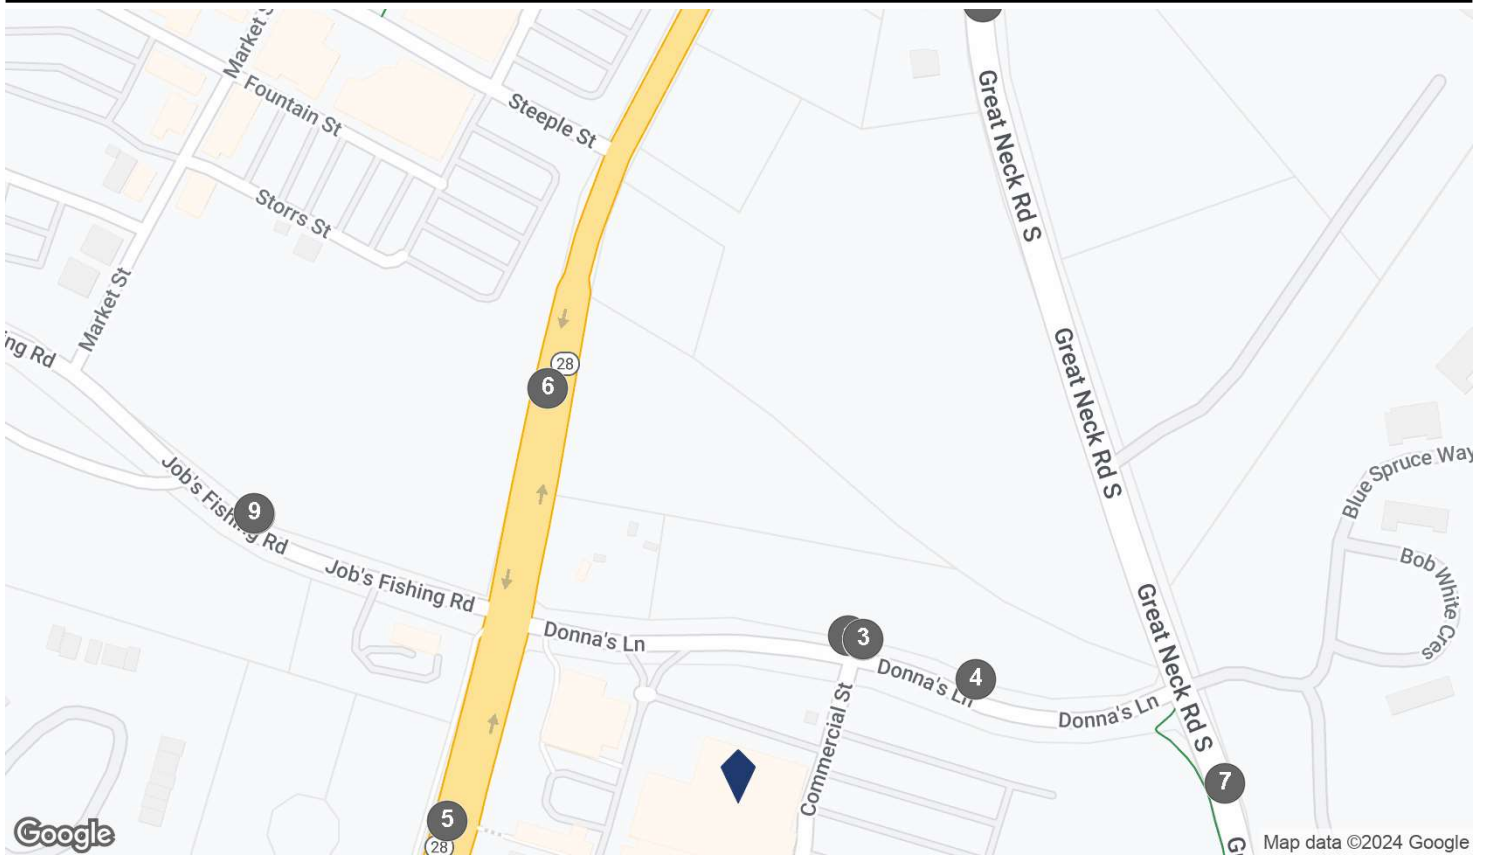 Market S
Fountain St
Steeple St
Great Neck Rd S
Storrs St
Market St
ng Rd
28
6
Great Neck Rd S
Job's Fishing Rd
9
Blue Spruce Way
Bob White Cres
Job's Fishing Rd
Donna's Ln
3
Great Neck Rd S
4
Donna's Ln
Donna's Ln
Commercial St
7
5
28
Google
G
Map data ©2024 Google